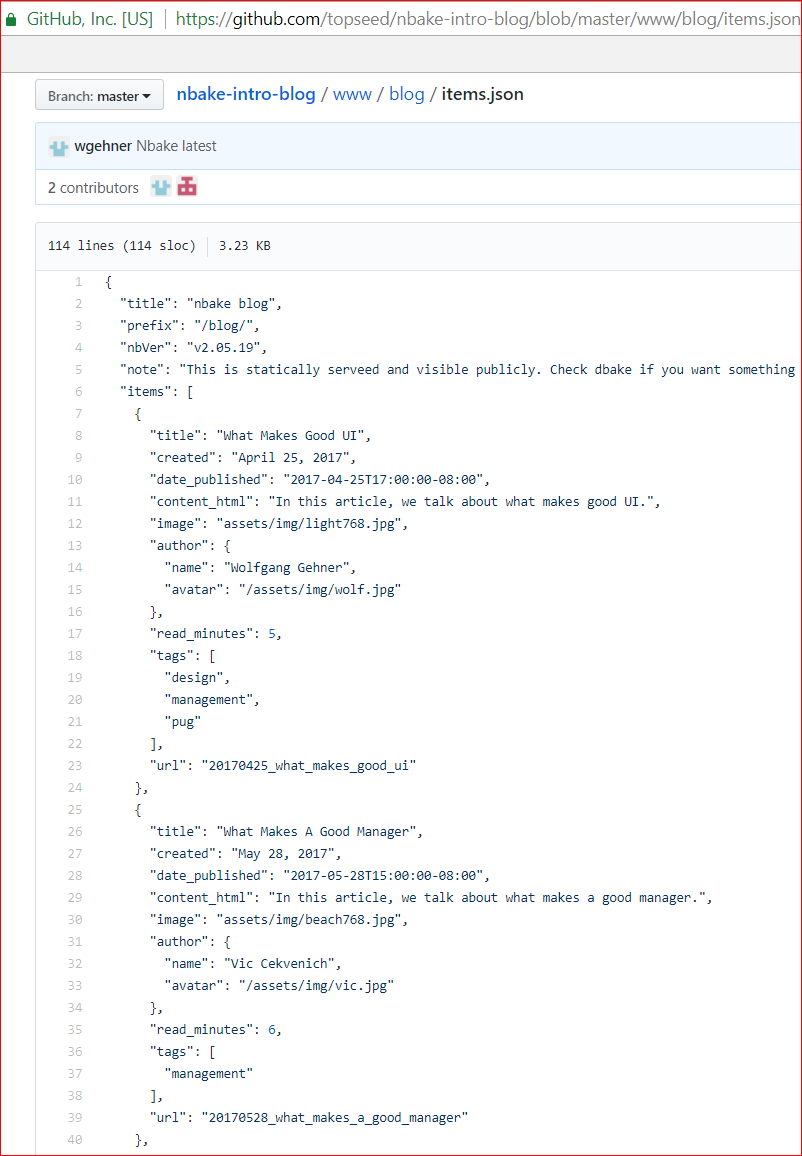 GitHub, Inc. [US] | https://github.com/topseed/nbake-intro-blog/blob/master/www/blog/items.json
Branch: master
nbake-intro-blog / www / blog / items.json
wgehner Nbake latest
2 contributors
114 lines (114 sloc) | 3.23 KB
1 {
2 "title": "nbake blog",
3 "prefix": "/blog/",
4 "nbVer": "v2.05.19",
5 "note": "This is statically serveed and visible publicly. Check dbake if you want something
6 "items": [
7 {
8 "title": "What Makes Good UI",
9 "created": "April 25, 2017",
10 "date_published": "2017-04-25T17:00:00-08:00",
11 "content_html": "In this article, we talk about what makes good UI.",
12 "image": "assets/img/light768.jpg",
13 "author": {
14 "name": "Wolfgang Gehner",
15 "avatar": "/assets/img/wolf.jpg"
16 },
17 "read_minutes": 5,
18 "tags": [
19 "design",
20 "management",
21 "pug"
22 ],
23 "url": "20170425_what_makes_good_ui"
24 },
25 {
26 "title": "What Makes A Good Manager",
27 "created": "May 28, 2017",
28 "date_published": "2017-05-28T15:00:00-08:00",
29 "content_html": "In this article, we talk about what makes a good manager.",
30 "image": "assets/img/beach768.jpg",
31 "author": {
32 "name": "Vic Cekvenich",
33 "avatar": "/assets/img/vic.jpg"
34 },
35 "read_minutes": 6,
36 "tags": [
37 "management"
38 ],
39 "url": "20170528_what_makes_a_good_manager"
40 },